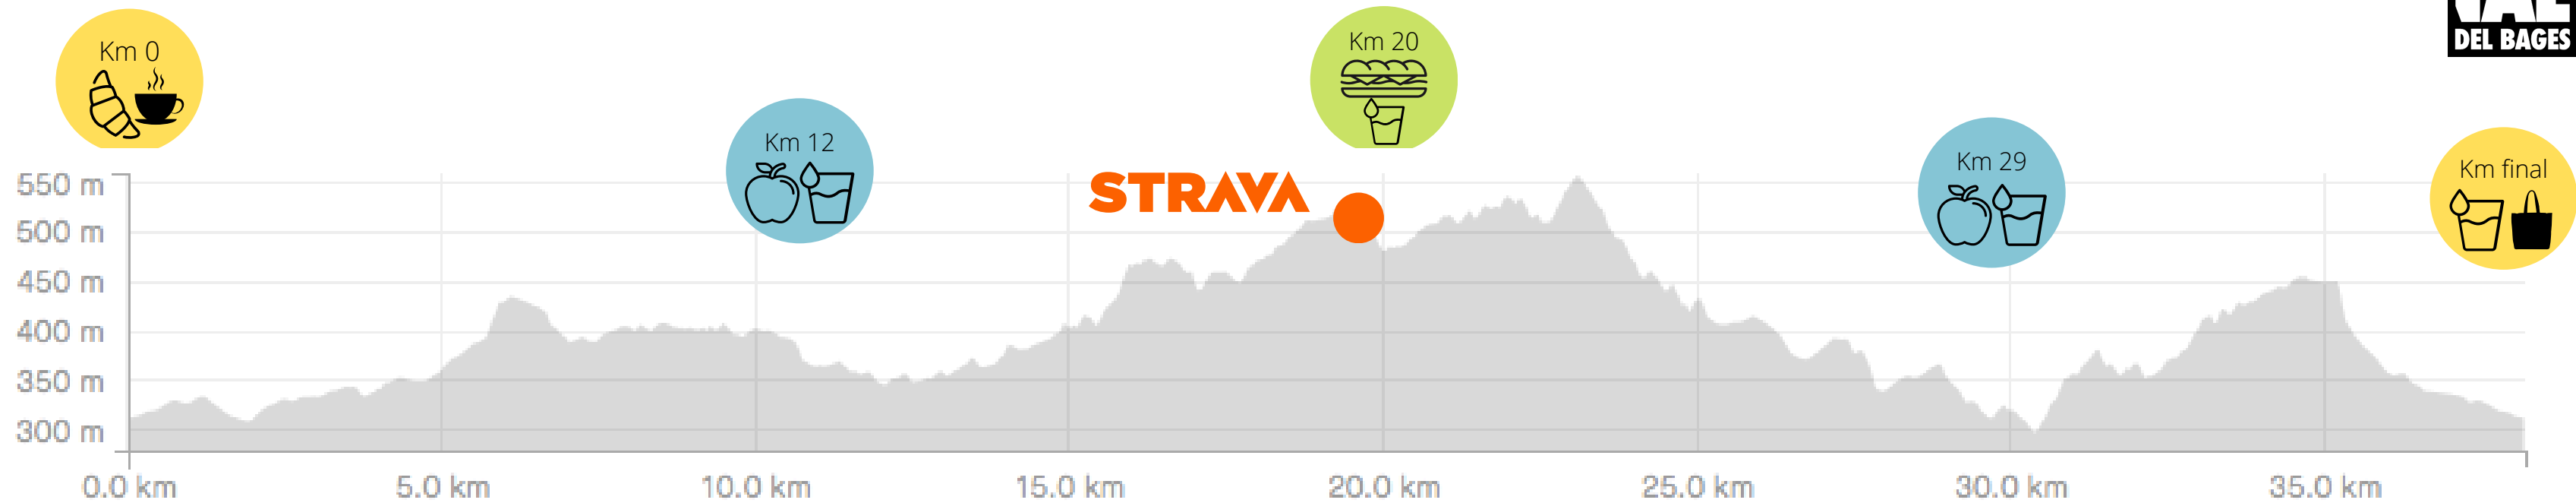 Km 0
Km 12
STRAVA
Km 20
Km 29
Km final
DEL BAGES
550 m
500 m
450 m
400 m
350 m
300 m
0.0 km
5.0 km
10.0 km
15.0 km
20.0 km
25.0 km
30.0 km
35.0 km